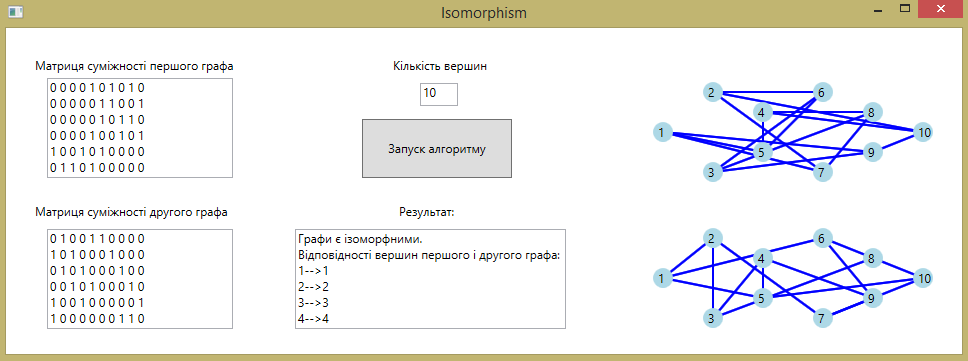 Isomorphism
Матриця суміжності першого графа
0 0 0 0 1 0 1 0 1 0
0 0 0 0 0 1 1 0 0 1
0 0 0 0 0 1 0 1 1 0
0 0 0 0 1 0 0 1 0 1
1 0 0 1 0 1 0 0 0 0
0 1 1 0 1 0 0 0 0 0
Кількість вершин
10
Запуск алгоритму
2
6
4
8
1
10
5
9
3
7
Матриця суміжності другого графа
0 1 0 0 1 1 0 0 0 0
1 0 1 0 0 0 1 0 0 0
0 1 0 1 0 0 0 1 0 0
0 0 1 0 1 0 0 0 1 0
1 0 0 1 0 0 0 0 0 1
1 0 0 0 0 0 0 1 1 0
Результат:
Графи є ізоморфними.
Відповідності вершин першого і другого графа:
1-->1
2-->2
3-->3
4-->4
2
6
4
8
1
10
5
9
3
7